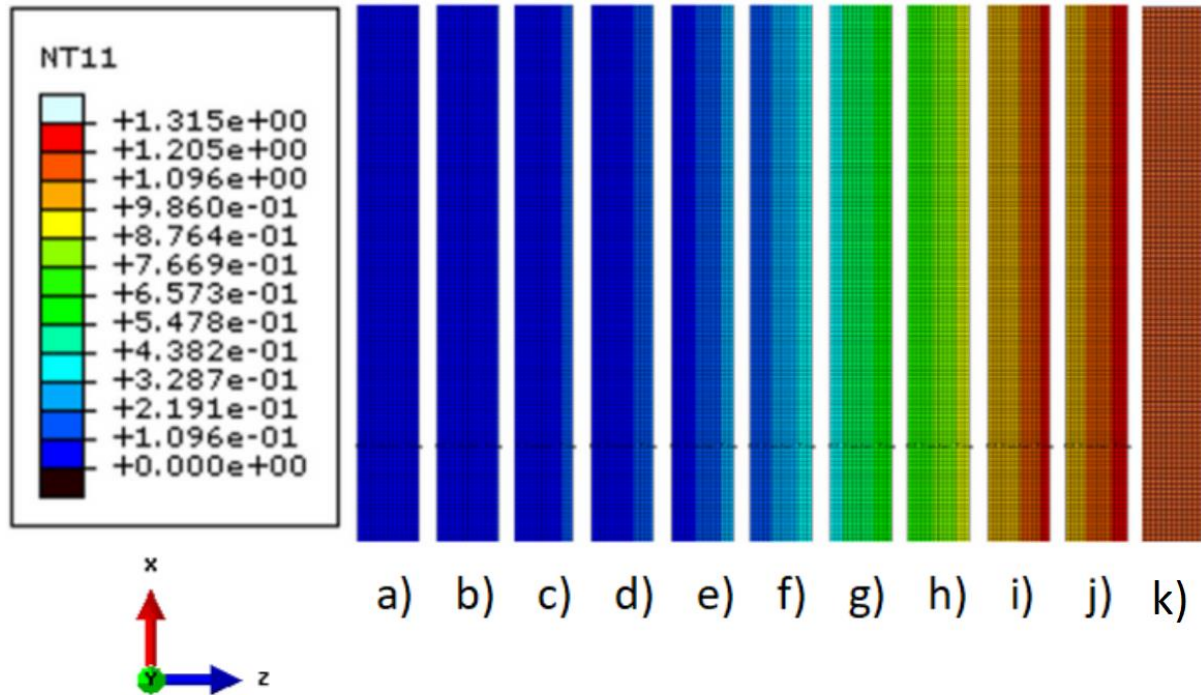 NT11
+1.315e+00
+1.205e+00
+1.096e+00
+9.860e-01
+8.764e-01
+7.669e-01
+6.573e-01
+5.478e-01
+4.382e-01
+3.287e-01
+2.191e-01
+1.096e-01
+0.000e+00
a) b) c) d) e) f) g) h) i) j) k)
x
Y z